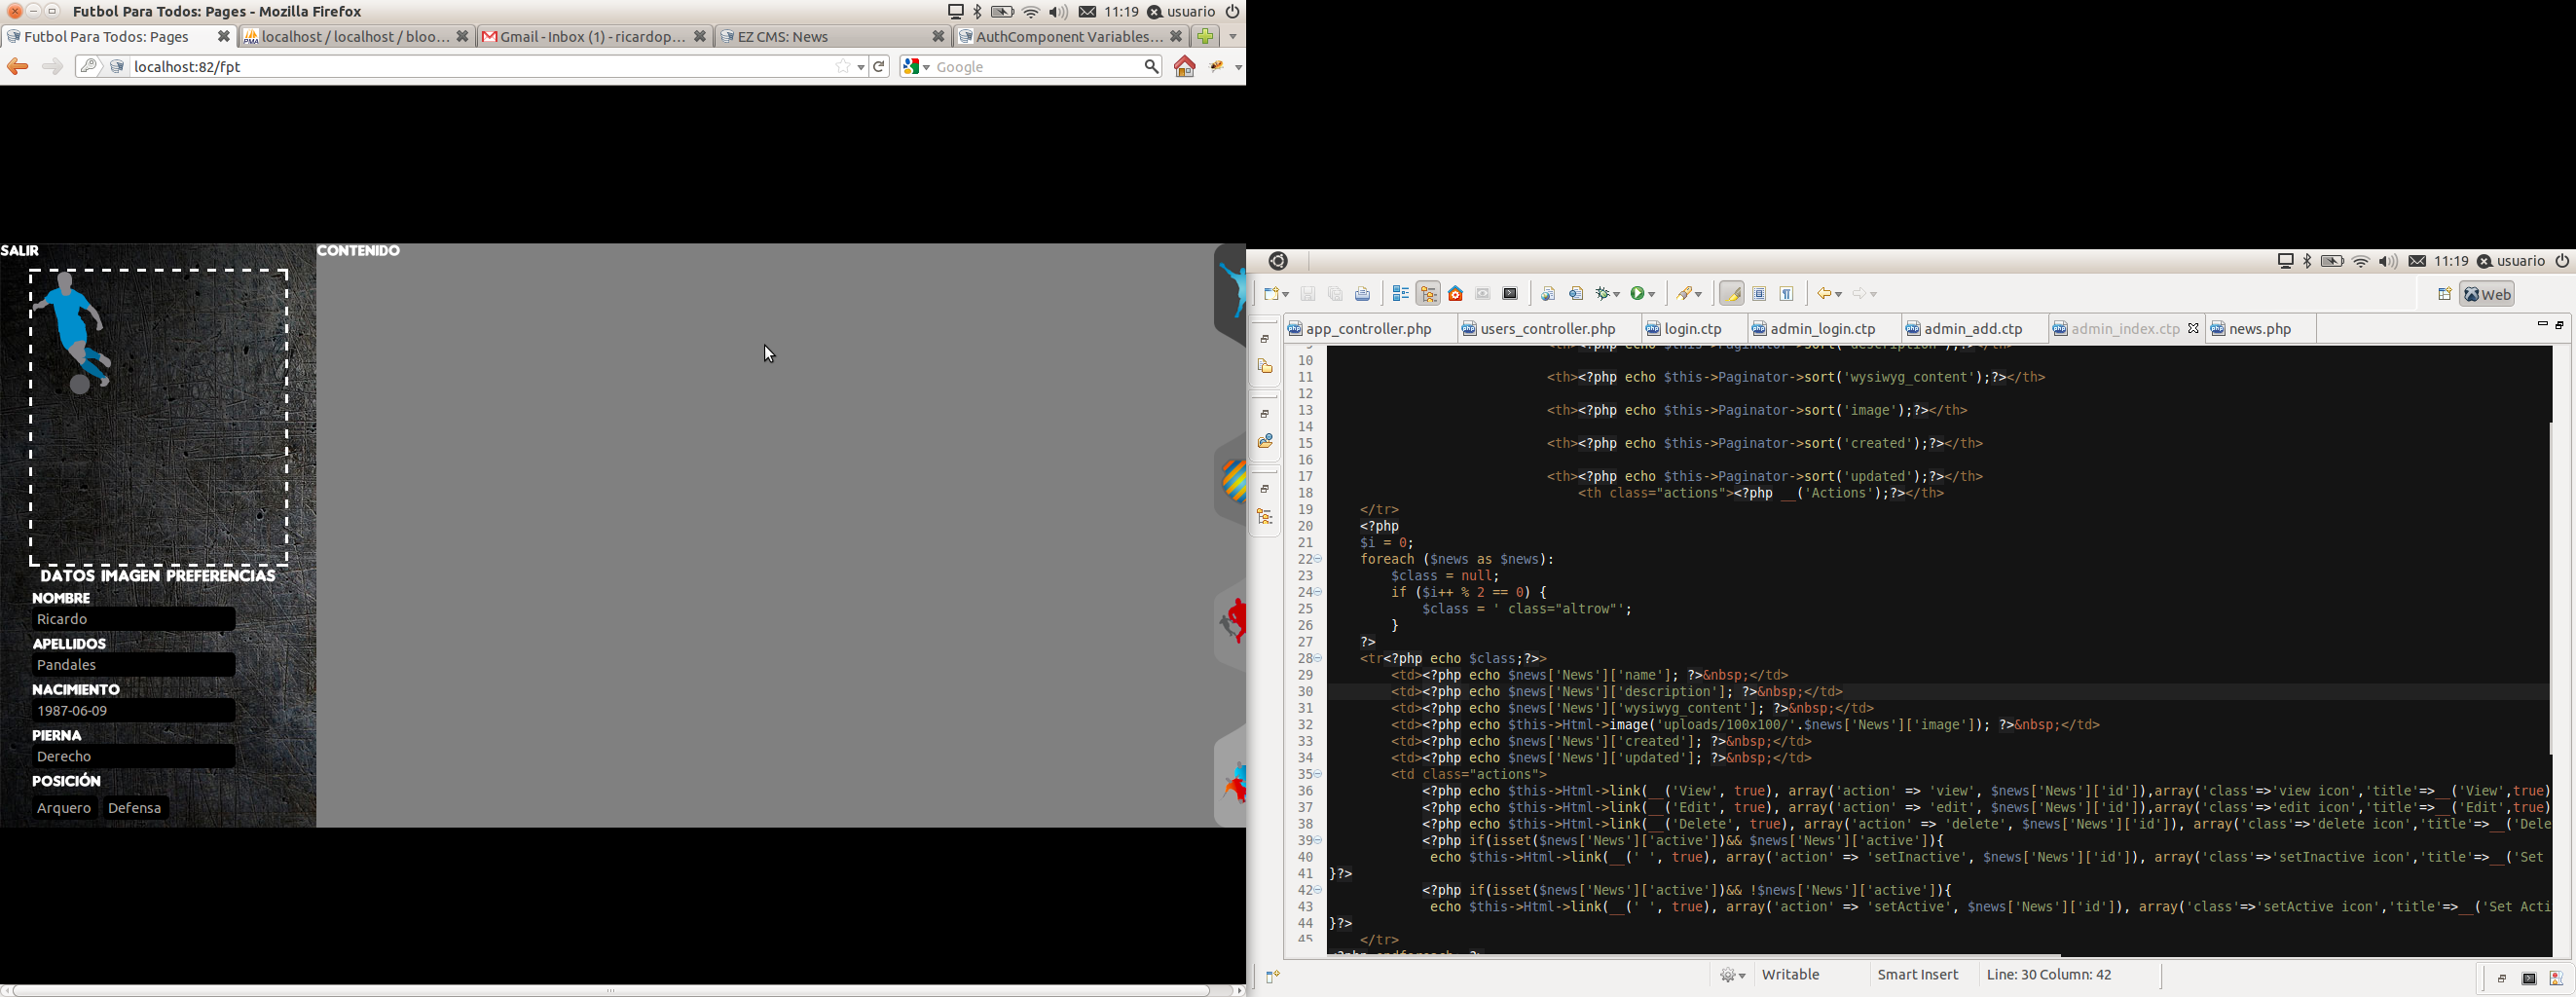 Futbol Para Todos: Pages - Mozilla Firefox
11:19 usuario
Futbol Para Todos: Pages
localhost / localhost / bloo...
Gmail - Inbox (1) - ricardop...
EZ CMS: News
AuthComponent Variables...
localhost:82/fpt
Google
SALIR
CONTENIDO
DATOS IMAGEN PREFERENCIAS
NOMBRE
Ricardo
APELLIDOS
Pandales
NACIMIENTO
1987-06-09
PIERNA
Derecho
POSICIÓN
Arquero Defensa
11:19 usuario
Web
app_controller.php
users_controller.php
login.ctp
admin_login.ctp
admin_add.ctp
admin_index.ctp
news.php
10
11 <th><?php echo $this->Paginator->sort('wysiwyg_content');?></th>
12
13 <th><?php echo $this->Paginator->sort('image');?></th>
14
15 <th><?php echo $this->Paginator->sort('created');?></th>
16
17 <th><?php echo $this->Paginator->sort('updated');?></th>
18 <th class="actions"><?php __('Actions');?></th>
19 </tr>
20 <?php
21 $i = 0;
22 foreach ($news as $news):
23 $class = null;
24 if ($i++ % 2 == 0) {
25 $class = ' class="altrow"';
26 }
27 ?>
28 <tr<?php echo $class;?>>
29 <td><?php echo $news['News']['name']; ?>&nbsp;</td>
30 <td><?php echo $news['News']['description']; ?>&nbsp;</td>
31 <td><?php echo $news['News']['wysiwyg_content']; ?>&nbsp;</td>
32 <td><?php echo $this->Html->image('uploads/100x100/'.$news['News']['image']); ?>&nbsp;</td>
33 <td><?php echo $news['News']['created']; ?>&nbsp;</td>
34 <td><?php echo $news['News']['updated']; ?>&nbsp;</td>
35 <td class="actions">
36 <?php echo $this->Html->link(__('View', true), array('action' => 'view', $news['News']['id']),array('class'=>'view icon','title'=>__('View',true)
37 <?php echo $this->Html->link(__('Edit', true), array('action' => 'edit', $news['News']['id']),array('class'=>'edit icon','title'=>__('Edit',true)
38 <?php echo $this->Html->link(__('Delete', true), array('action' => 'delete', $news['News']['id']), array('class'=>'delete icon','title'=>__('Dele
39 <?php if(isset($news['News']['active'])&& $news['News']['active']){
40 echo $this->Html->link(__(' ', true), array('action' => 'setInactive', $news['News']['id']), array('class'=>'setInactive icon','title'=>__('Set
41 }?>
42 <?php if(isset($news['News']['active'])&& !$news['News']['active']){
43 echo $this->Html->link(__(' ', true), array('action' => 'setActive', $news['News']['id']), array('class'=>'setActive icon','title'=>__('Set Acti
44 }?>
45 </tr>
Writable
Smart Insert
Line: 30 Column: 42